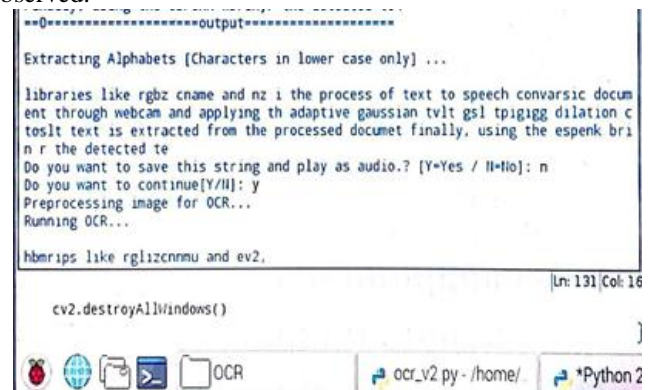 observed.
==0===================output====================
Extracting Alphabets [Characters in lower case only] ...
libraries like rgbz cname and nz i the process of text to speech convarsic docum
ent through webcam and applying th adaptive gaussian tvlt gsl tpigigg dilation c
toslt text is extracted from the processed documet finally, using the espenk bri
n r the detected te
Do you want to save this string and play as audio.? [Y=Yes / N=No]: n
Do you want to continue[Y/N]: y
Preprocessing image for OCR...
Running OCR...
hbmrips like rglizcnnmu and ev2,
Ln: 131 Col: 16
cv2.destroyAllWindows()
OCR
ocr_v2 py - /home/
*Python 2